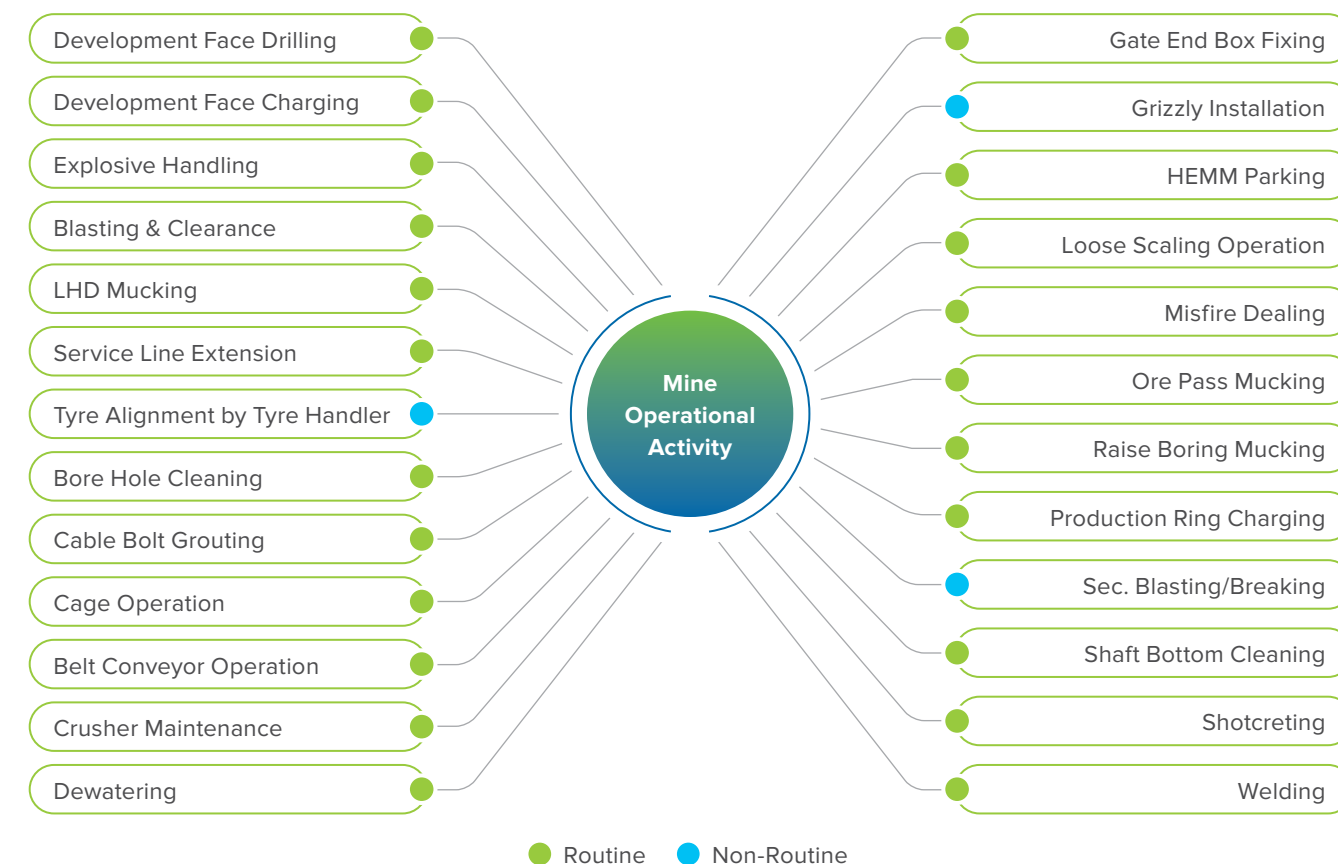 Development Face Drilling
Development Face Charging
Explosive Handling
Blasting & Clearance
LHD Mucking
Service Line Extension
Tyre Alignment by Tyre Handler
Bore Hole Cleaning
Cable Bolt Grouting
Cage Operation
Belt Conveyor Operation
Crusher Maintenance
Dewatering
Mine
Operational
Activity
Gate End Box Fixing
Grizzly Installation
HEMM Parking
Loose Scaling Operation
Misfire Dealing
Ore Pass Mucking
Raise Boring Mucking
Production Ring Charging
Sec. Blasting/Breaking
Shaft Bottom Cleaning
Shotcreting
Welding
Routine Non-Routine